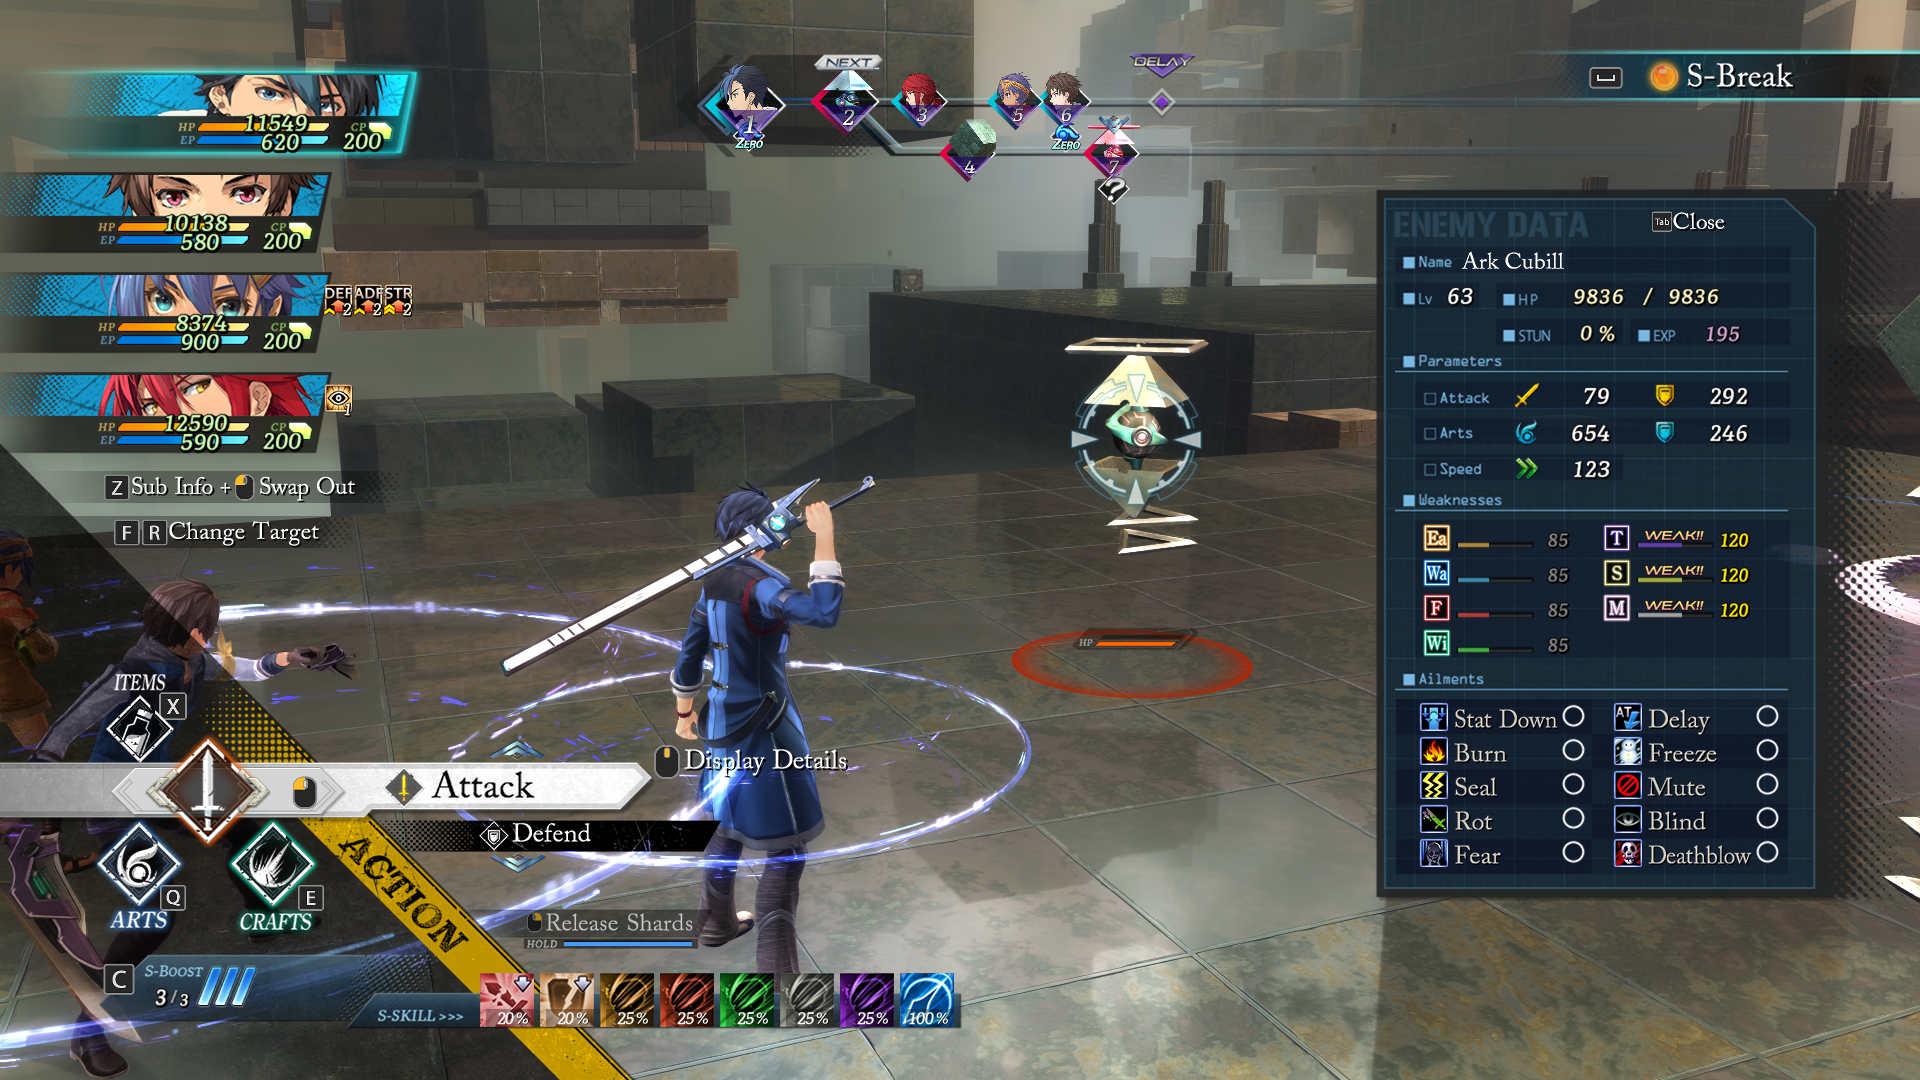 NEXT
DELAY
1
2
3
4
5
6
7
ZERO
ZERO
?
S-Break
HP 11549
EP 620
CP 200
HP 10138
EP 580
CP 200
HP 8374
EP 900
CP 200
DEF 2 ADF 2 STR 2
HP 12590
EP 590
CP 200
1
Z Sub Info + Swap Out
F R Change Target
ENEMY DATA
Tab Close
Name Ark Cubill
Lv 63 HP 9836 / 9836
STUN 0 % EXP 195
Parameters
Attack 79 292
Arts 654 246
Speed 123
Weaknesses
Ea 85 T WEAK!! 120
Wa 85 S WEAK!! 120
F 85 M WEAK!! 120
Wi 85
Ailments
Stat Down AT Delay
Burn Freeze
Seal Mute
Rot Blind
Fear Deathblow
HP
ITEMS
X
Attack
Display Details
Defend
ARTS
Q
CRAFTS
E
ACTION
Release Shards
HOLD
C S-BOOST
3/3
S-SKILL >>>
20% 20% 25% 25% 25% 25% 25% 100%